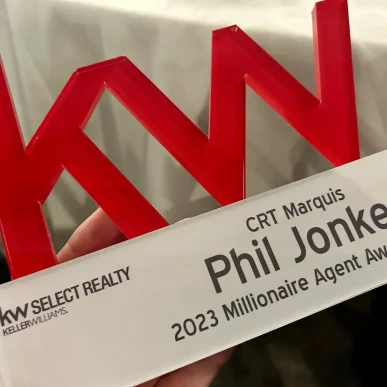 kw
CRT Marquis
Phil Jonke
2023 Millionaire Agent Aw
kw SELECT REALTY
KELLERWILLIAMS.